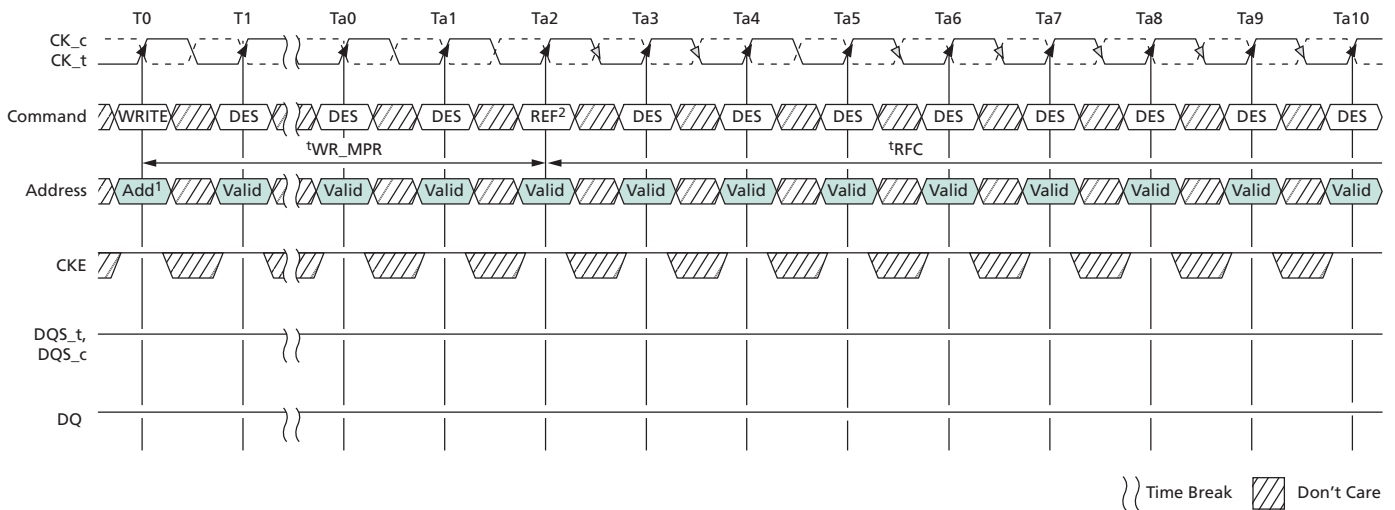 T0 T1 Ta0 Ta1 Ta2 Ta3 Ta4 Ta5 Ta6 Ta7 Ta8 Ta9 Ta10
CK_c
CK_t
Command WRITE DES DES DES REF² DES DES DES DES DES DES DES DES
tWR_MPR tRFC
Address Add¹ Valid Valid Valid Valid Valid Valid Valid Valid Valid Valid Valid Valid
CKE
DQS_t,
DQS_c
DQ
Time Break Don't Care